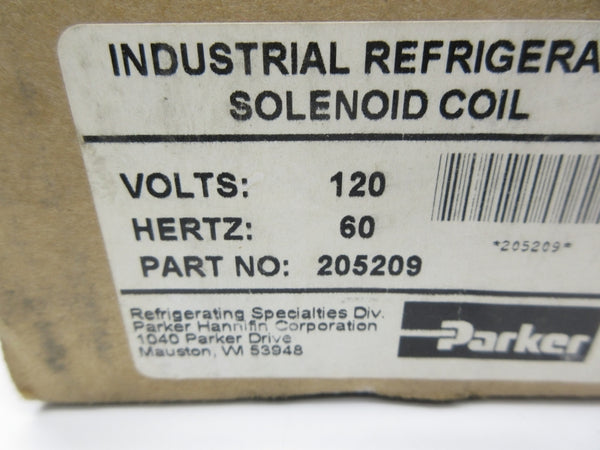 INDUSTRIAL REFRIGERA
SOLENOID COIL
VOLTS: 120
HERTZ: 60
PART NO: 205209
*205209*
Refrigerating Specialties Div.
Parker Hannifin Corporation
1040 Parker Drive
Mauston, WI 53948
Parker